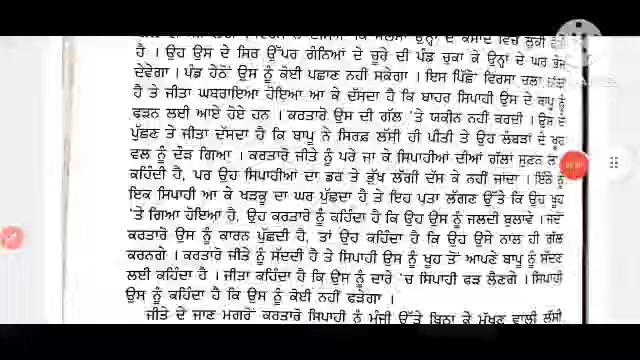 ਹੈ । ਉਹ ਉਸ ਦੇ ਸਿਰ ਉੱਪਰ ਗੰਨਿਆਂ ਦੇ ਚੂਰੇ ਦੀ ਪੰਡ ਚੁਕਾ ਕੇ ਉਨ੍ਹਾਂ ਦੇ ਘਰ ਭੇਜ
ਦੇਵੇਗਾ । ਪੰਡ ਹੇਠੋਂ ਉਸ ਨੂੰ ਕੋਈ ਪਛਾਣ ਨਹੀਂ ਸਕੇਗਾ । ਇਸ ਪਿੱਛੋਂ ਵਿਰਸਾ ਚਲਾ ਜਾਂਦਾ
ਹੈ ਤੇ ਜੀਤਾ ਘਬਰਾਇਆ ਹੋਇਆ ਆ ਕੇ ਦੱਸਦਾ ਹੈ ਕਿ ਬਾਹਰ ਸਿਪਾਹੀ ਉਸ ਦੇ ਬਾਪੂ ਨੂੰ
ਫੜਨ ਲਈ ਆਏ ਹੋਏ ਹਨ । ਕਰਤਾਰੋ ਉਸ ਦੀ ਗੱਲ 'ਤੇ ਯਕੀਨ ਨਹੀਂ ਕਰਦੀ । ਉਸ ਦੇ
ਪੁੱਛਣ ਤੇ ਜੀਤਾ ਦੱਸਦਾ ਹੈ ਕਿ ਬਾਪੂ ਨੇ ਸਿਰਫ਼ ਲੱਸੀ ਹੀ ਪੀਤੀ ਤੇ ਉਹ ਲੰਬੜਾਂ ਦੇ ਖੂਹ
ਵਲ ਨੂੰ ਦੌੜ ਗਿਆ । ਕਰਤਾਰੋ ਜੀਤੇ ਨੂੰ ਪਰੇ ਜਾ ਕੇ ਸਿਪਾਹੀਆਂ ਦੀਆਂ ਗੱਲਾਂ ਸੁਣਨ ਲਈ
ਕਹਿੰਦੀ ਹੈ, ਪਰ ਉਹ ਸਿਪਾਹੀਆਂ ਦਾ ਡਰ ਤੇ ਭੁੱਖ ਲੱਗੀ ਦੱਸ ਕੇ ਨਹੀਂ ਜਾਂਦਾ । ਇੰਨੇ ਨੂੰ
ਇਕ ਸਿਪਾਹੀ ਆ ਕੇ ਖੜਕੂ ਦਾ ਘਰ ਪੁੱਛਦਾ ਹੈ ਤੇ ਇਹ ਪਤਾ ਲੱਗਣ ਉੱਤੇ ਕਿ ਉਹ ਖੂਹ
'ਤੇ ਗਿਆ ਹੋਇਆ ਹੈ, ਉਹ ਕਰਤਾਰੋ ਨੂੰ ਕਹਿੰਦਾ ਹੈ ਕਿ ਉਹ ਉਸ ਨੂੰ ਜਲਦੀ ਬੁਲਾਵੇ । ਜਦੋਂ
ਕਰਤਾਰੋ ਉਸ ਨੂੰ ਕਾਰਨ ਪੁੱਛਦੀ ਹੈ, ਤਾਂ ਉਹ ਕਹਿੰਦਾ ਹੈ ਕਿ ਉਹ ਉਸੇ ਨਾਲ ਹੀ ਗੱਲ
ਕਰਨਗੇ । ਕਰਤਾਰੋ ਜੀਤੇ ਨੂੰ ਸੱਦਦੀ ਹੈ ਤੇ ਸਿਪਾਹੀ ਉਸ ਨੂੰ ਖੂਹ ਤੋਂ ਆਪਣੇ ਬਾਪੂ ਨੂੰ ਸੱਦਣ
ਲਈ ਕਹਿੰਦਾ ਹੈ । ਜੀਤਾ ਕਹਿੰਦਾ ਹੈ ਕਿ ਉਸ ਨੂੰ ਦਾਰੇ 'ਚ ਸਿਪਾਹੀ ਫੜ ਲੈਣਗੇ । ਸਿਪਾਹੀ
ਉਸ ਨੂੰ ਕਹਿੰਦਾ ਹੈ ਕਿ ਉਸ ਨੂੰ ਕੋਈ ਨਹੀਂ ਫੜੇਗਾ ।
ਜੀਤੇ ਦੇ ਜਾਣ ਮਗਰੋਂ ਕਰਤਾਰੋ ਸਿਪਾਹੀ ਨੂੰ ਮੰਜੀ ਉੱਤੇ ਬਿਠਾ ਕੇ ਮੱਖਣ ਵਾਲੀ ਲੱਸੀ